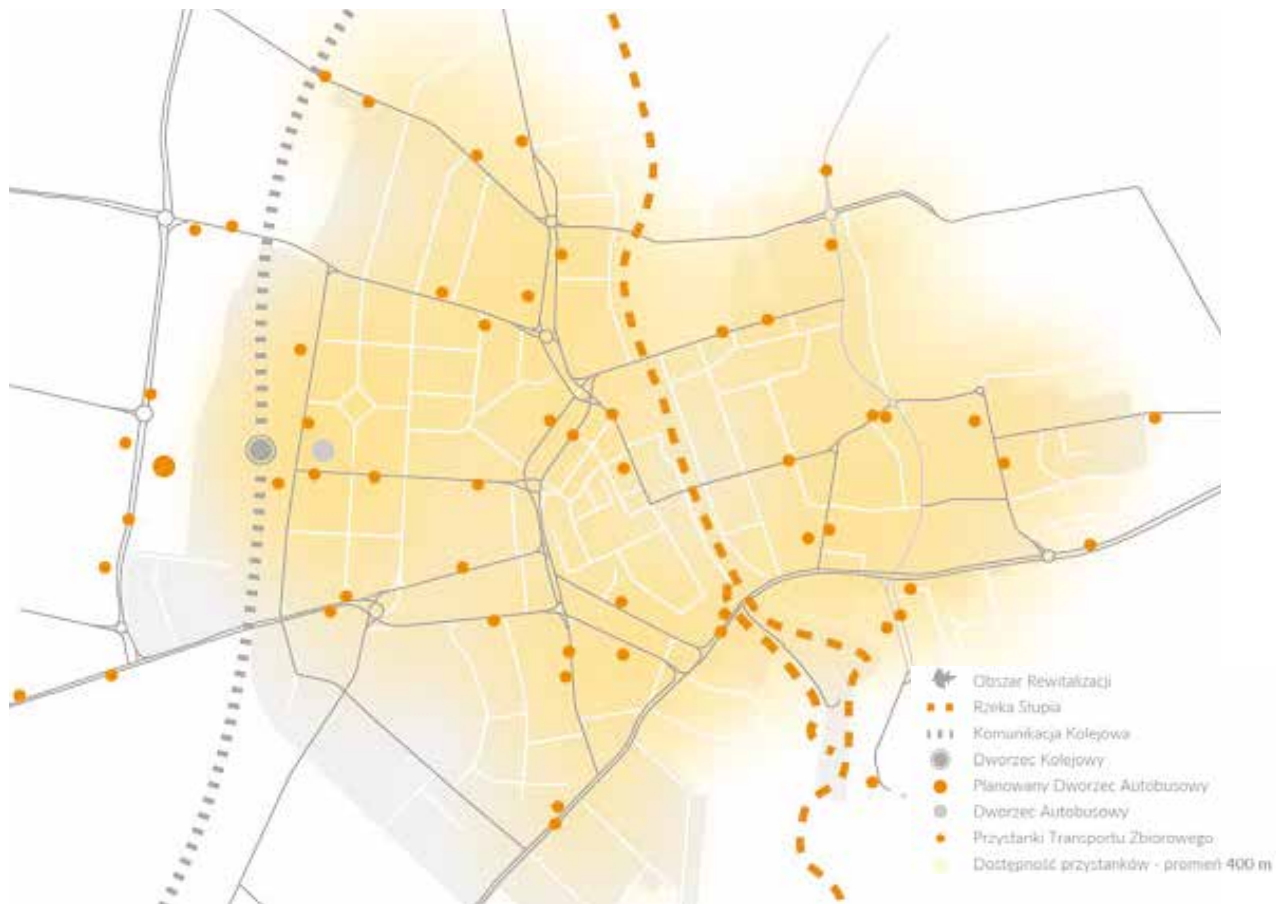 Obszar Rewitalizacji
Rzeka Słupia
Komunikacja Kolejowa
Dworzec Kolejowy
Planowany Dworzec Autobusowy
Dworzec Autobusowy
Przystanki Transportu Zbiorowego
Dostępność przystanków - promień 400 m